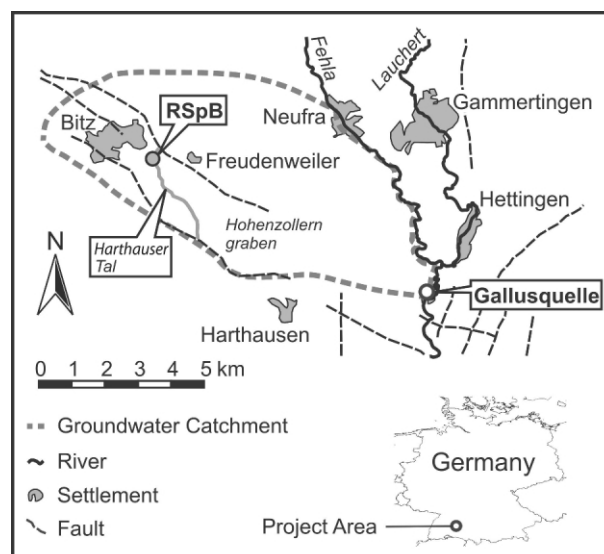 Fehla
Lauchert
RSpB
Bitz
Neufra
Gammertingen
Freudenweiler
Hettingen
Harthauser
Tal
Hohenzollern
graben
N
Gallusquelle
Harthausen
0 1 2 3 4 5 km
Groundwater Catchment
River
Settlement
Fault
Germany
Project Area